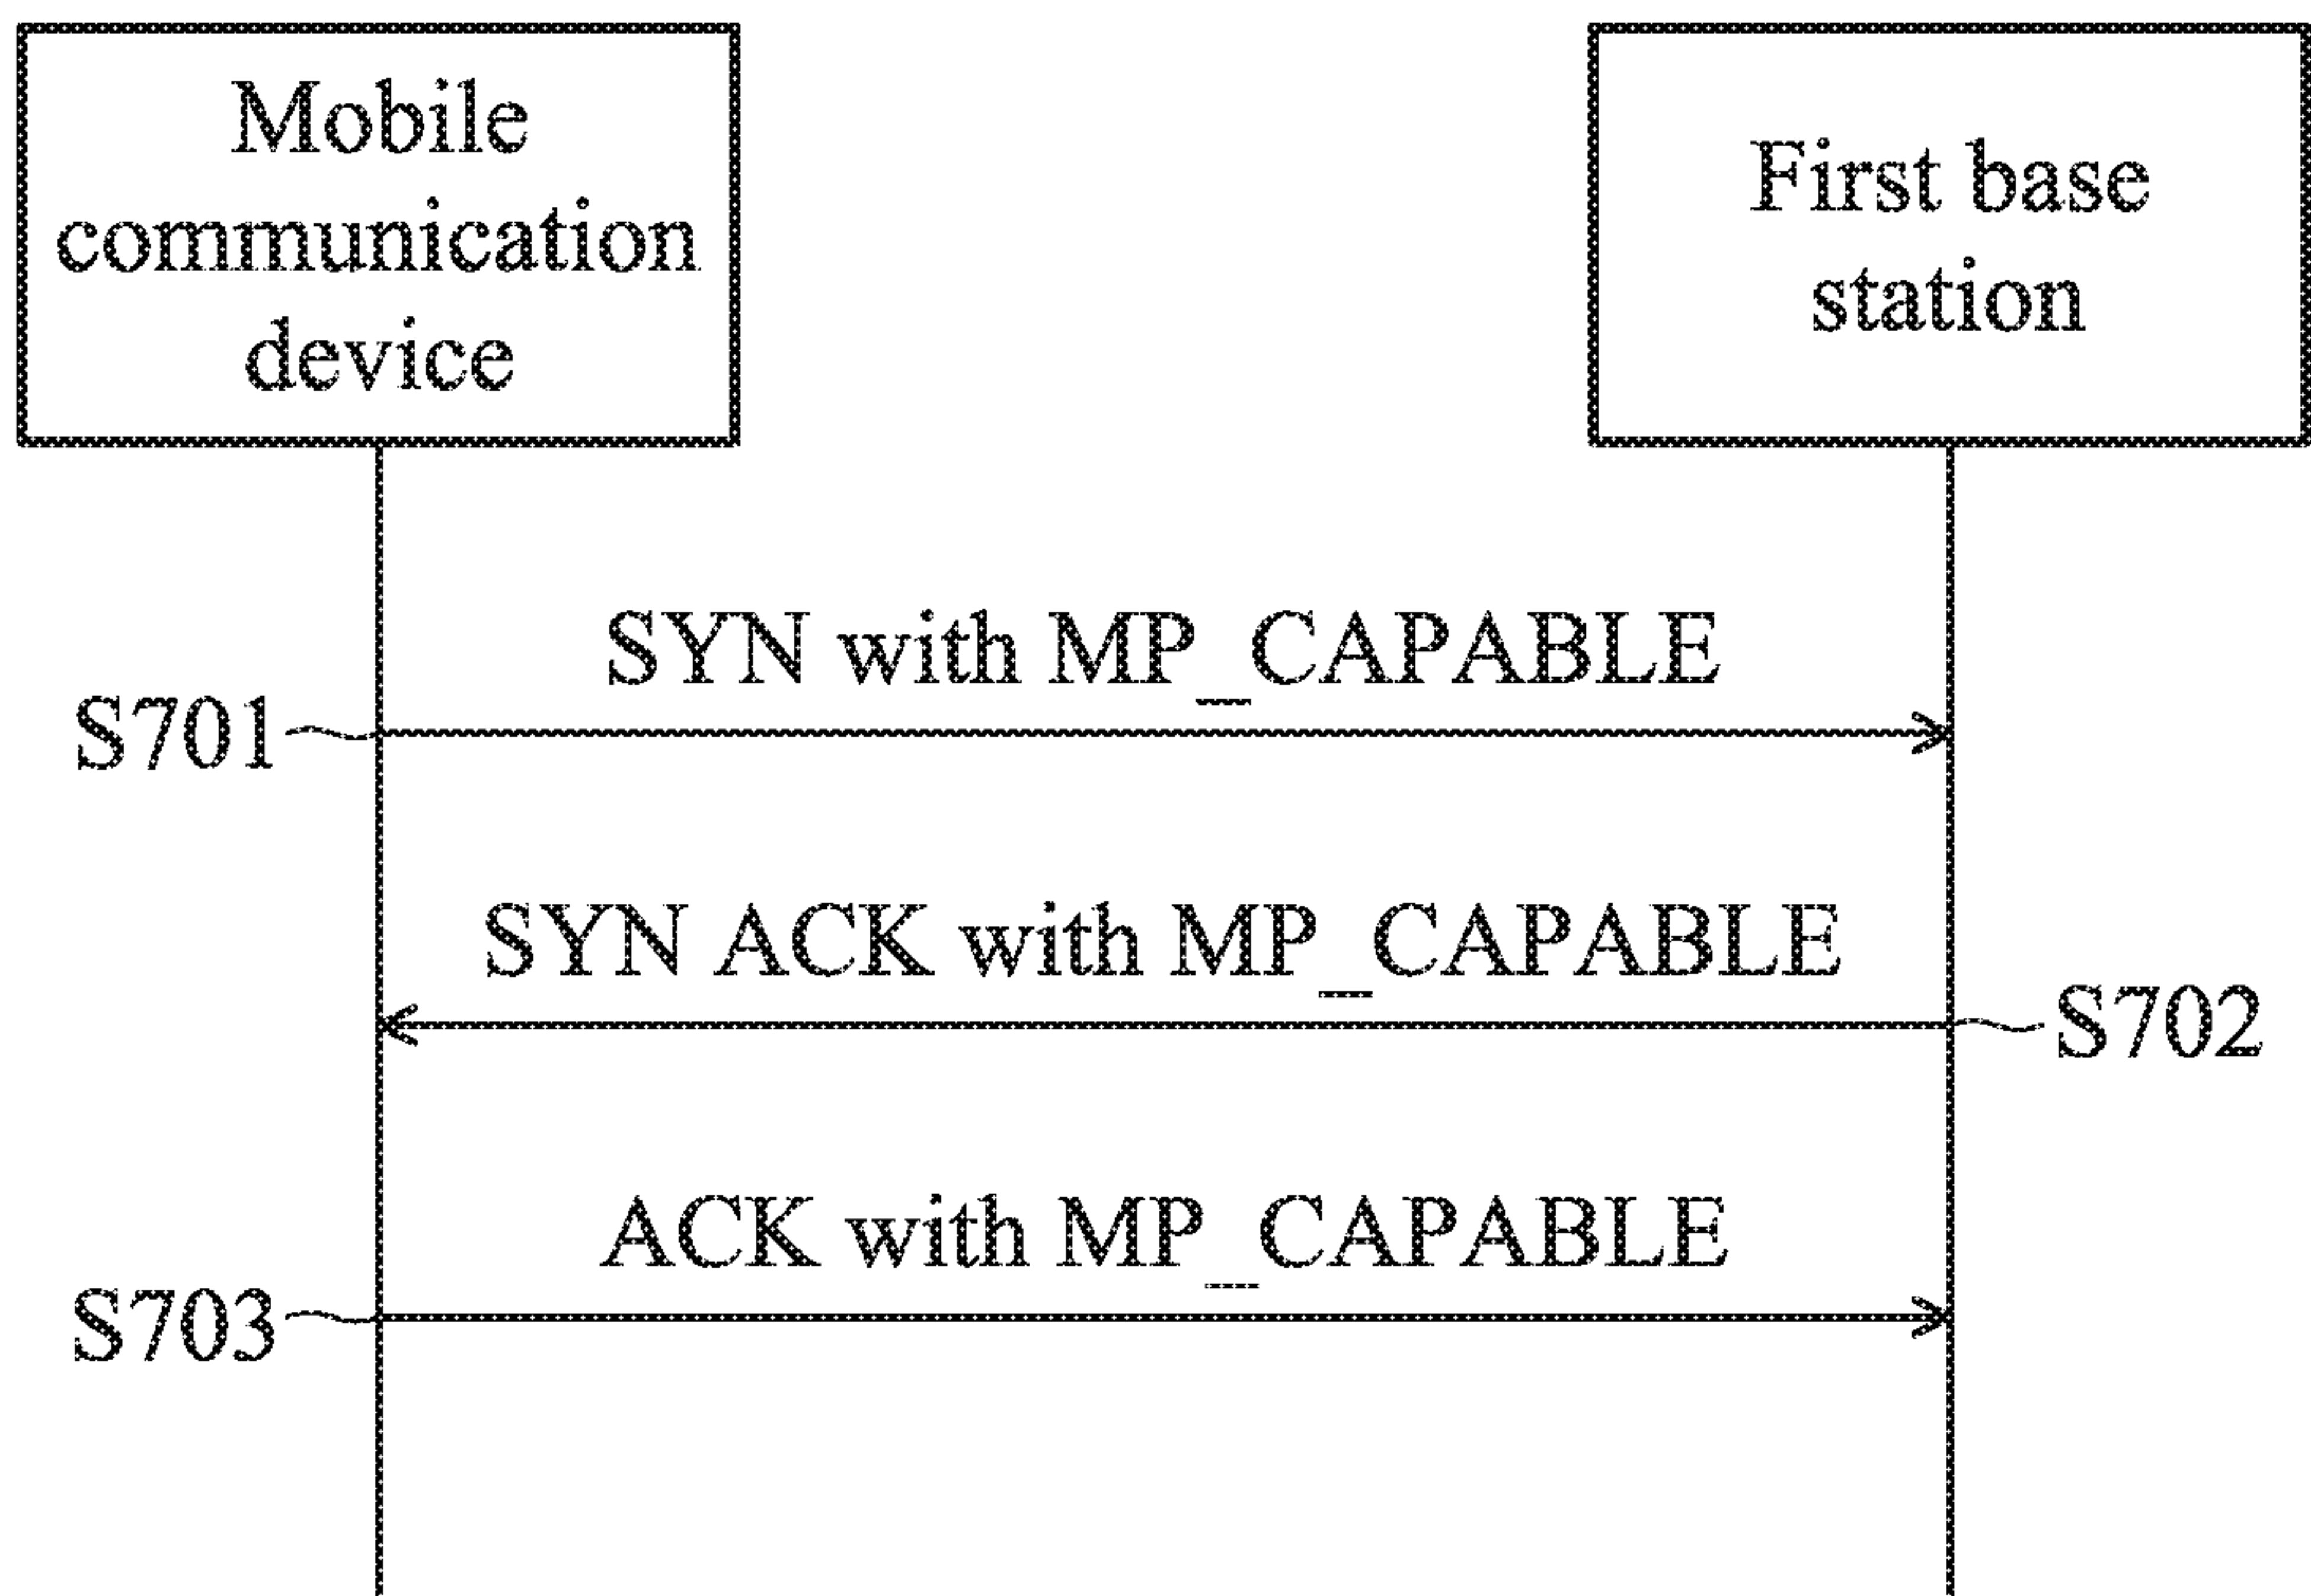 Mobile
communication
device
First base
station
SYN with MP_CAPABLE
S701
SYN ACK with MP_CAPABLE
S702
ACK with MP_CAPABLE
S703